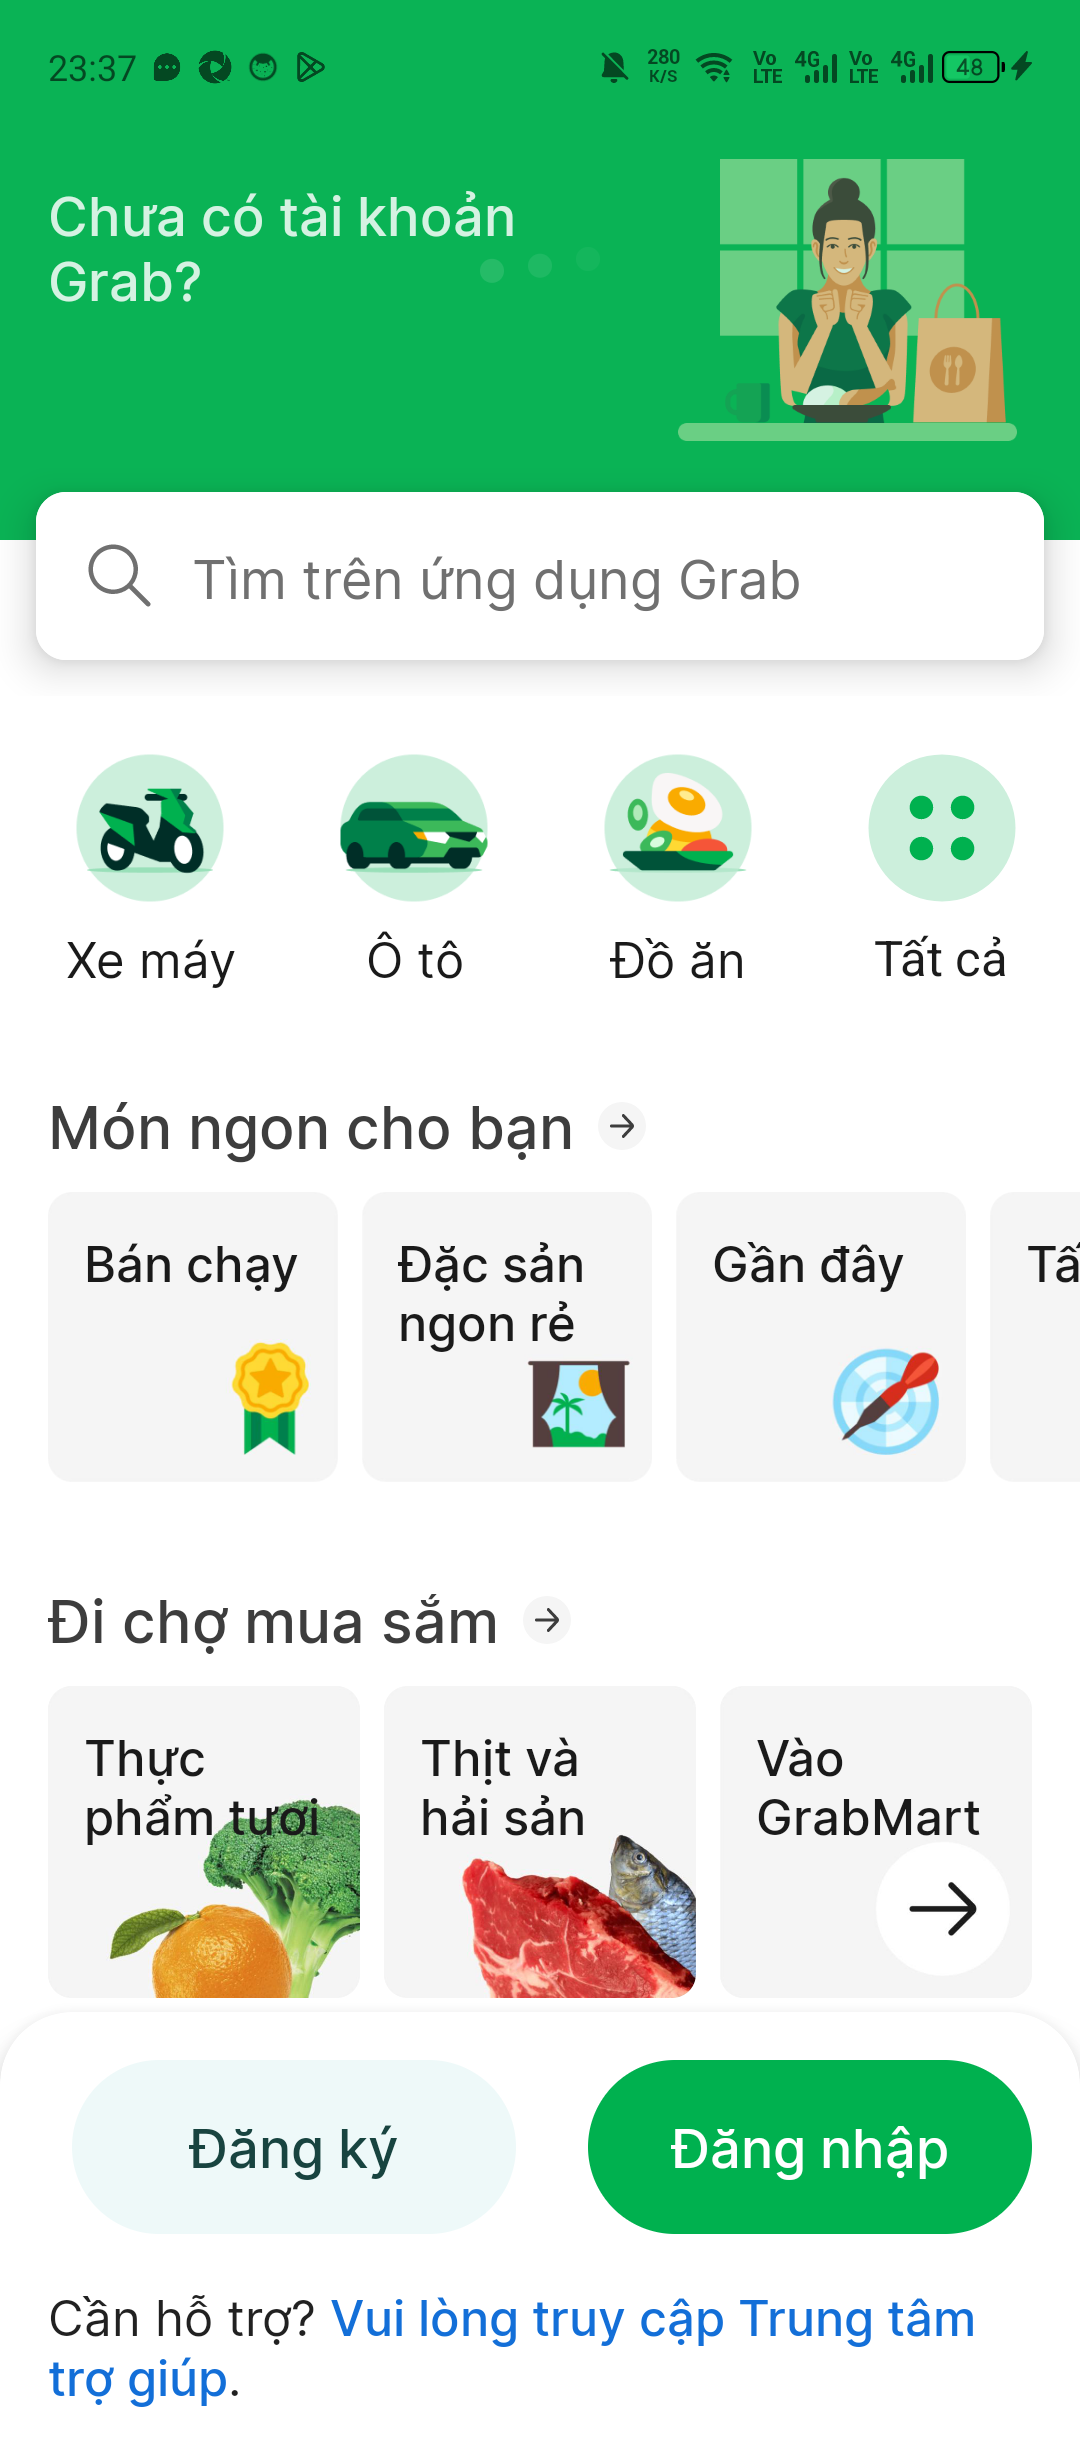 23:37
280 K/S
Vo LTE 4G Vo LTE 4G 48
Chưa có tài khoản
Grab?
Tìm trên ứng dụng Grab
Xe máy
Ô tô
Đồ ăn
Tất cả
Món ngon cho bạn
Bán chạy
Đặc sản
ngon rẻ
Gần đây
Tấ
Đi chợ mua sắm
Thực
phẩm tươi
Thịt và
hải sản
Vào
GrabMart
Đăng ký
Đăng nhập
Cần hỗ trợ? Vui lòng truy cập Trung tâm
trợ giúp.